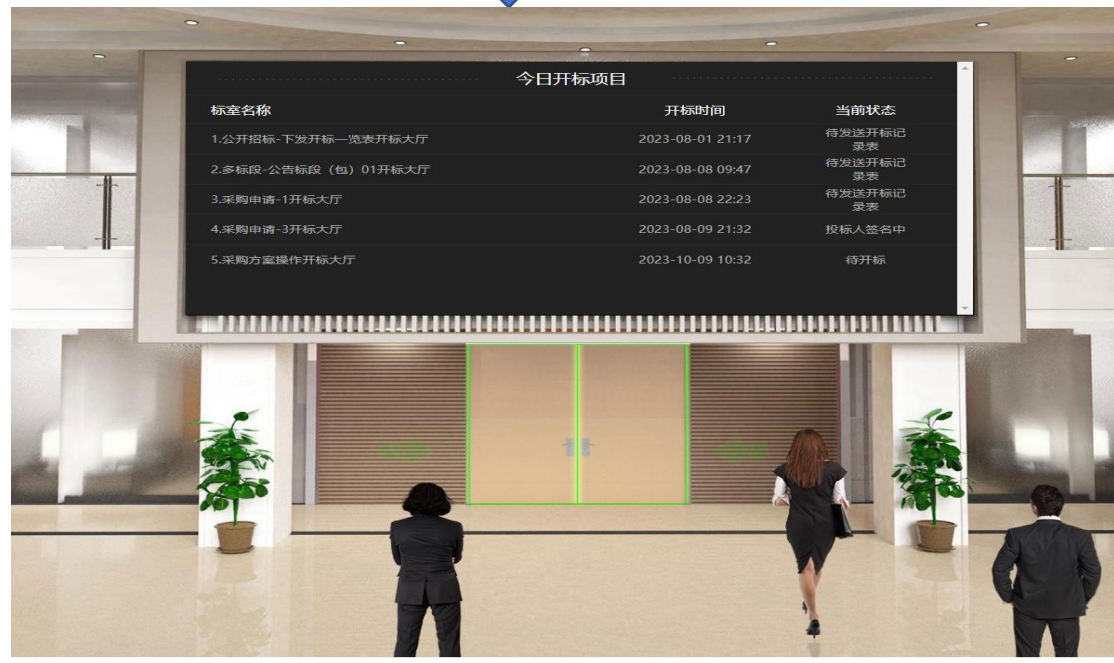 今日开标项目
标室名称 开标时间 当前状态
1.公开招标-下发开标一览表开标大厅 2023-08-01 21:17 待发送开标记
录表
2.多标段-公告标段（包）01开标大厅 2023-08-08 09:47 待发送开标记
录表
3.采购申请-1开标大厅 2023-08-08 22:23 待发送开标记
录表
4.采购申请-3开标大厅 2023-08-09 21:32 投标人签名中
5.采购方案操作开标大厅 2023-10-09 10:32 待开标